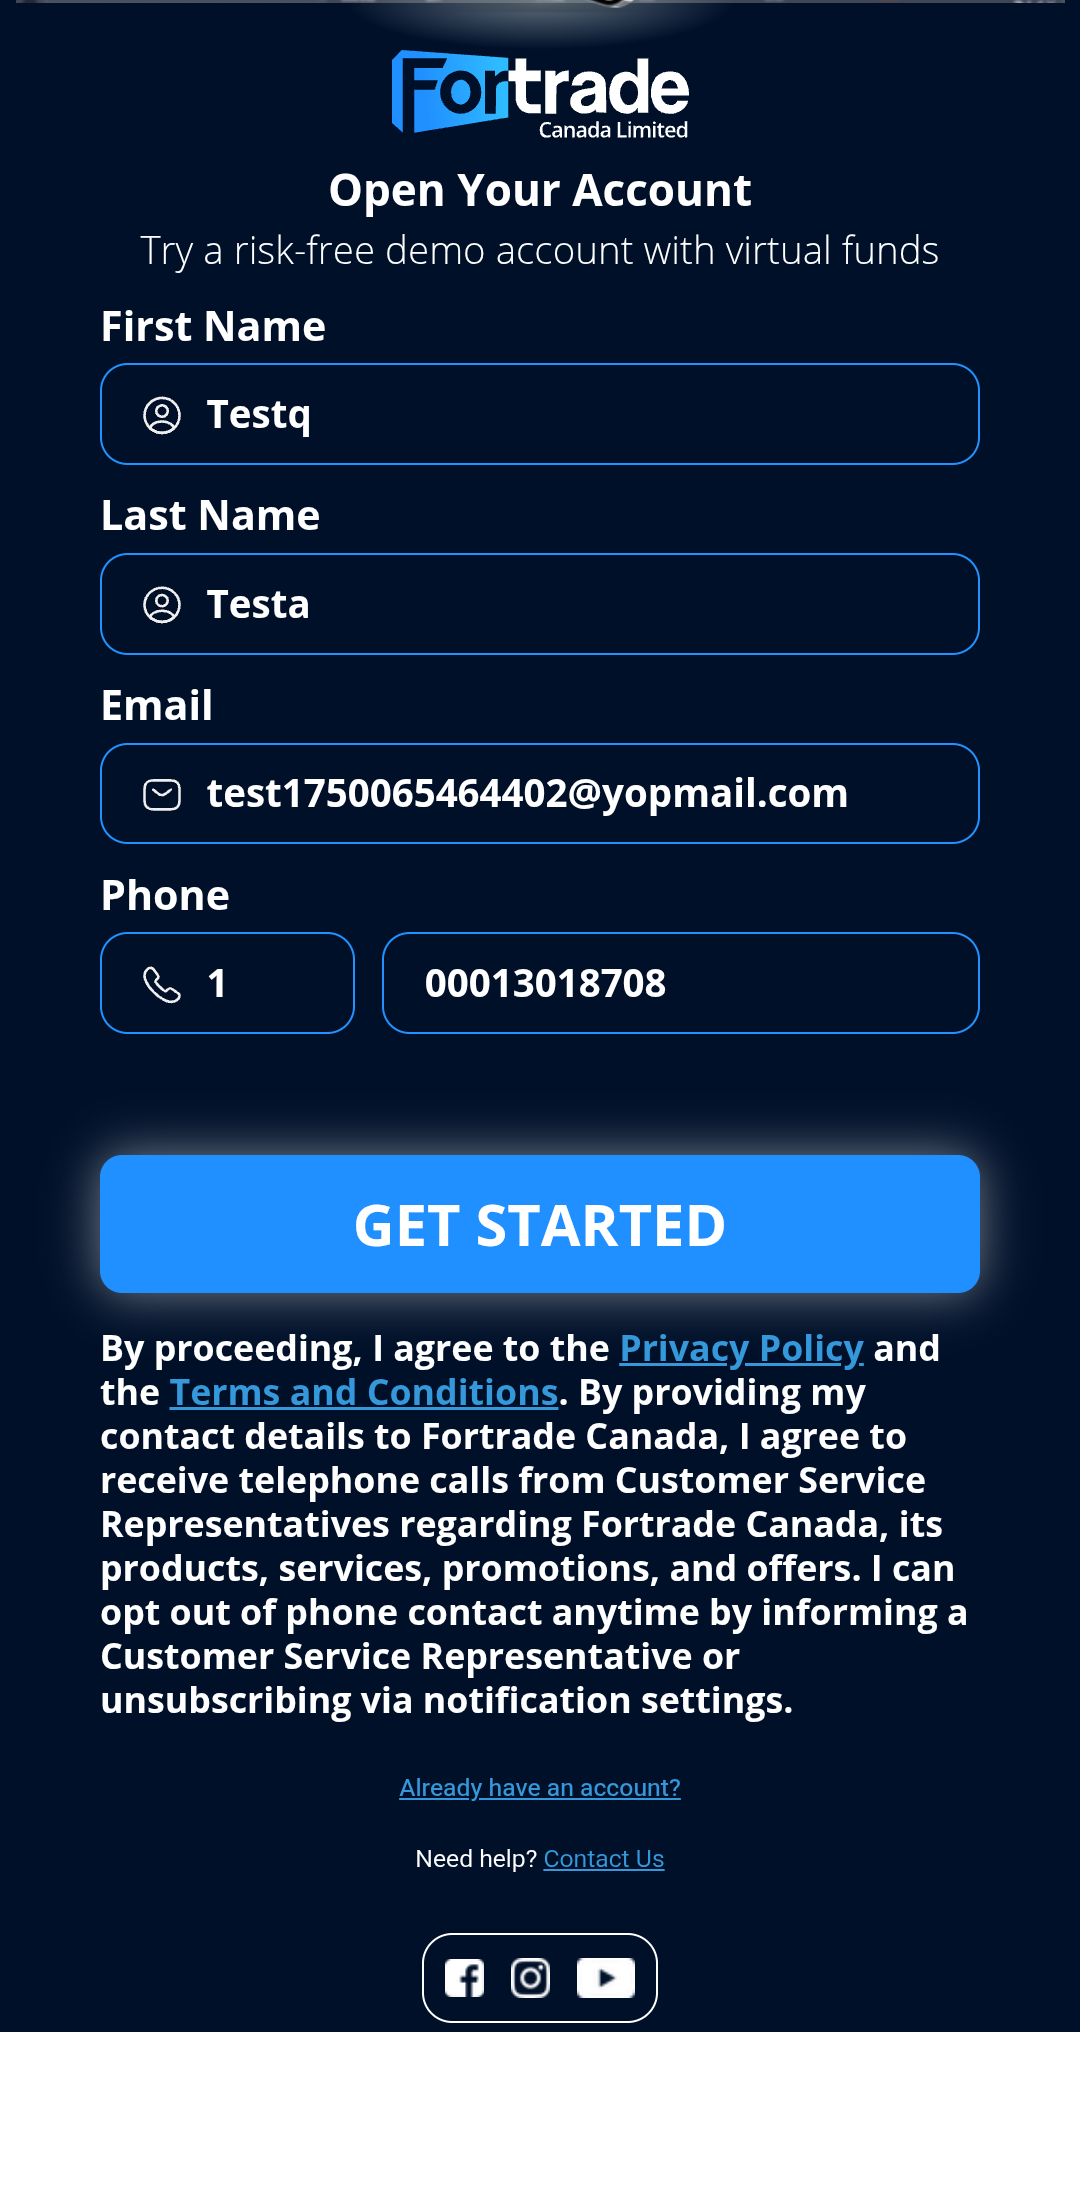 Fortrade
Canada Limited
Open Your Account
Try a risk-free demo account with virtual funds
First Name
Testq
Last Name
Testa
Email
test1750065464402@yopmail.com
Phone
1 00013018708
GET STARTED
By proceeding, I agree to the Privacy Policy and
the Terms and Conditions. By providing my
contact details to Fortrade Canada, I agree to
receive telephone calls from Customer Service
Representatives regarding Fortrade Canada, its
products, services, promotions, and offers. I can
opt out of phone contact anytime by informing a
Customer Service Representative or
unsubscribing via notification settings.
Already have an account?
Need help? Contact Us